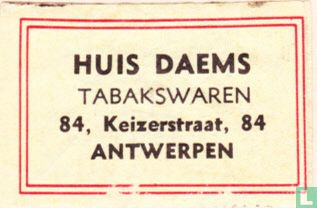 HUIS DAEMS
TABAKSWAREN
84, Keizerstraat, 84
ANTWERPEN